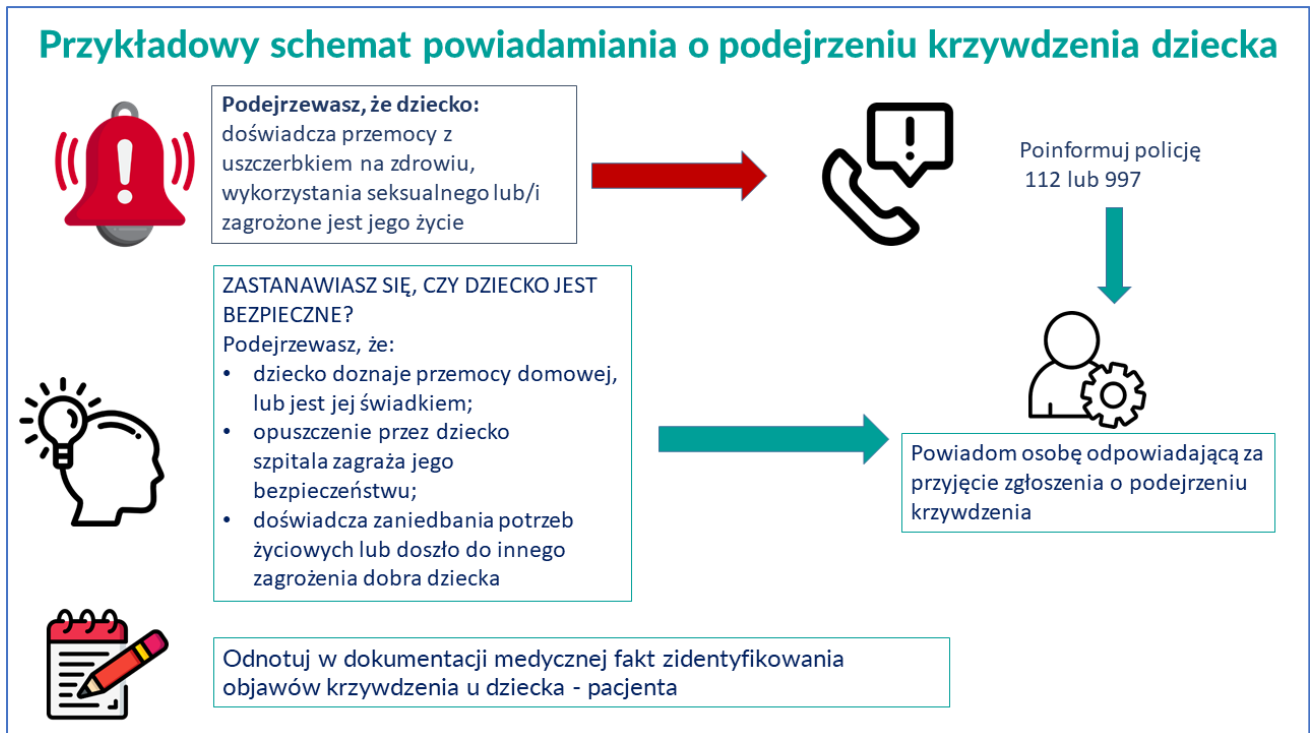 Przykładowy schemat powiadamiania o podejrzeniu krzywdzenia dziecka
Podejrzewasz, że dziecko:
doświadcza przemocy z
uszczerbkiem na zdrowiu,
wykorzystania seksualnego lub/i
zagrożone jest jego życie
Poinformuj policję
112 lub 997
ZASTANAWIASZ SIĘ, CZY DZIECKO JEST
BEZPIECZNE?
Podejrzewasz, że:
• dziecko doznaje przemocy domowej,
lub jest jej świadkiem;
• opuszczenie przez dziecko
szpitala zagraża jego
bezpieczeństwu;
• doświadcza zaniedbania potrzeb
życiowych lub doszło do innego
zagrożenia dobra dziecka
Powiadom osobę odpowiadającą za
przyjęcie zgłoszenia o podejrzeniu
krzywdzenia
Odnotuj w dokumentacji medycznej fakt zidentyfikowania
objawów krzywdzenia u dziecka - pacjenta